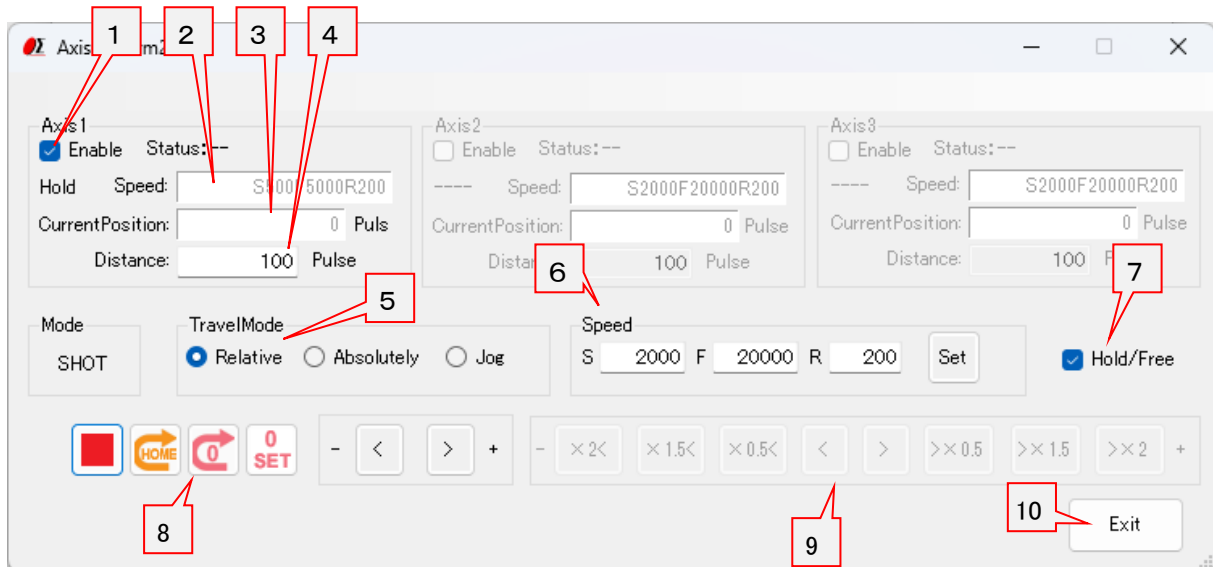 1 2 3 4
Axis
Axis1 Axis2 Axis3
Enable Status:-- Enable Status:-- Enable Status:--
Hold Speed: ---- Speed: S2000F20000R200 ---- Speed: S2000F20000R200
CurrentPosition: 0 Puls CurrentPosition: 0 Pulse CurrentPosition: 0 Pulse
Distance: 100 Pulse 100 Pulse Distance: 100
5 6 7
Mode TravelMode Speed
SHOT Relative Absolutely Jog S 2000 F 20000 R 200 Set Hold/Free
HOME 0 0 SET - < > + - ×2< ×1.5< ×0.5< < > >×0.5 >×1.5 >×2 +
8 9 10 Exit